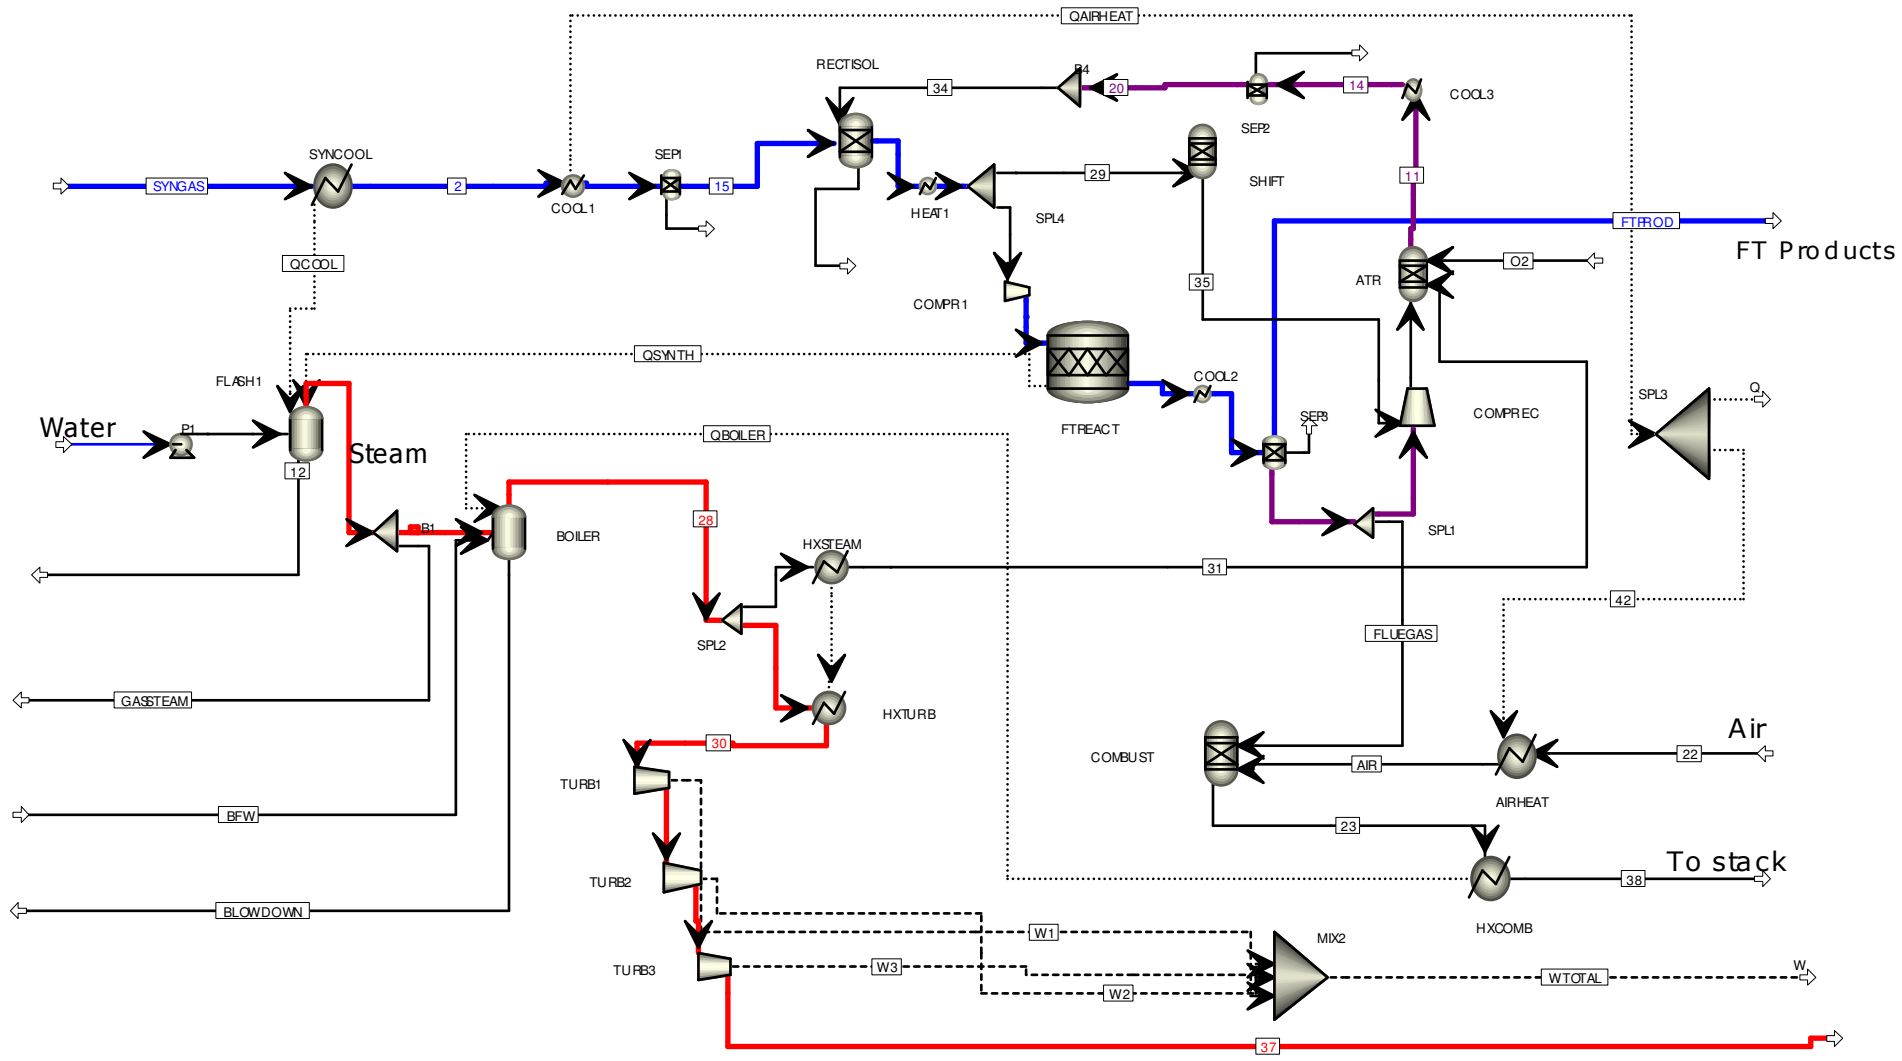 QAIRHEAT
RECTISOL
B4
34
20
14
COOL3
SEP2
SYNCOOL
SEP1
SYNGAS
2
15
COOL1
HEAT1
29
SHIFT
11
SPL4
FTPROD
FT Products
QCOOL
O2
ATR
35
COMPR1
QSYNTH
FLASH1
COOL2
SPL3
Q
SEP3
COMPREC
Water
P1
QBOILER
FTREACT
Steam
12
28
B1
BOILER
SPL1
HXSTEAM
31
42
SPL2
FLUEGAS
GASSTEAM
HXTURB
Air
30
22
COMBUST
AIR
TURB1
AIRHEAT
BFW
23
To stack
TURB2
38
BLOWDOWN
HXCOMB
W1
MIX2
TURB3
W3
W
WTOTAL
W2
37